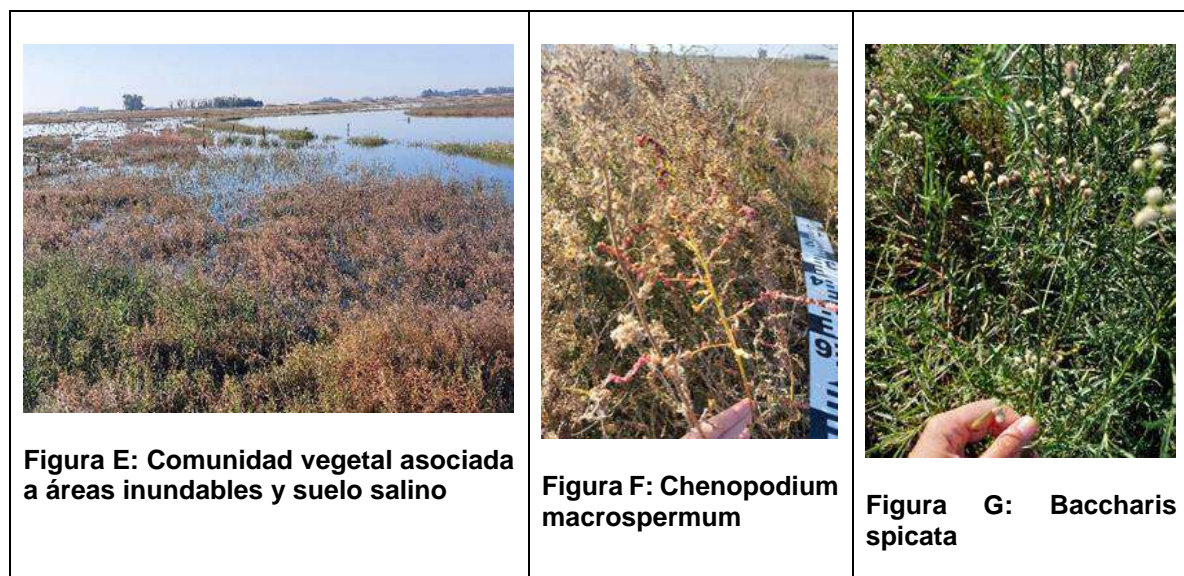 Figura E: Comunidad vegetal asociada
a áreas inundables y suelo salino
Figura F: Chenopodium
macrospermum
Figura G: Baccharis
spicata